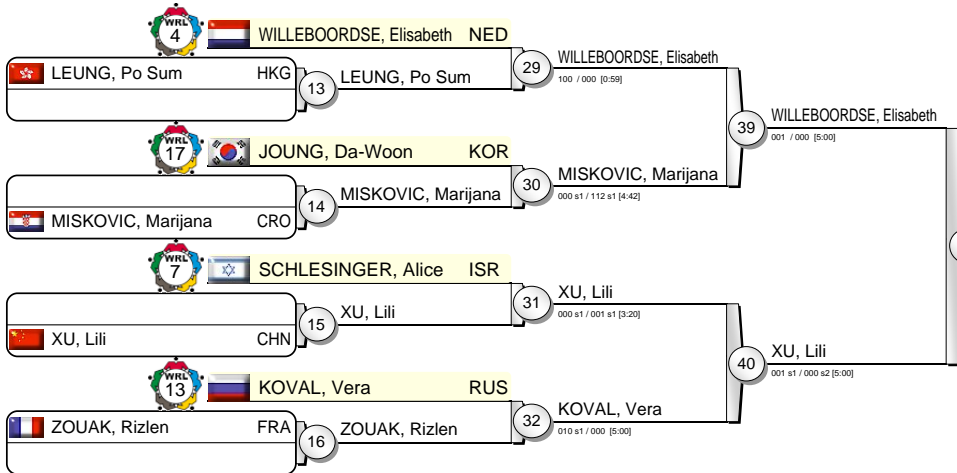 WRL
4
WILLEBOORDSE, Elisabeth NED
LEUNG, Po Sum HKG
13
LEUNG, Po Sum
29
WILLEBOORDSE, Elisabeth
100 / 000 [0:59]
WRL
17
JOUNG, Da-Woon KOR
MISKOVIC, Marijana CRO
14
MISKOVIC, Marijana
30
MISKOVIC, Marijana
000 s1 / 112 s1 [4:42]
39
WILLEBOORDSE, Elisabeth
001 / 000 [5:00]
WRL
7
SCHLESINGER, Alice ISR
XU, Lili CHN
15
XU, Lili
31
XU, Lili
000 s1 / 001 s1 [3:20]
WRL
13
KOVAL, Vera RUS
ZOUAK, Rizlen FRA
16
ZOUAK, Rizlen
32
KOVAL, Vera
010 s1 / 000 [5:00]
40
XU, Lili
001 s1 / 000 s2 [5:00]